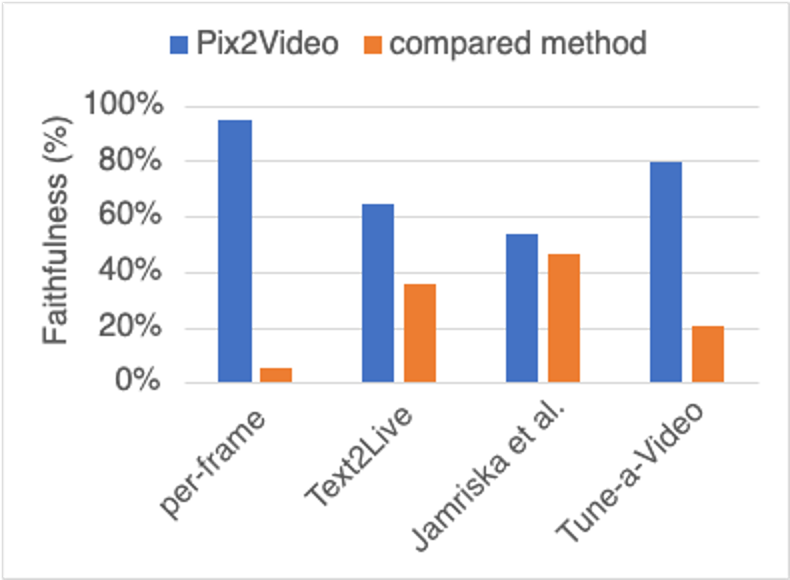 Pix2Video compared method
Faithfulness (%)
100%
80%
60%
40%
20%
0%
per-frame
Text2Live
Jamriska et al.
Tune-a-Video